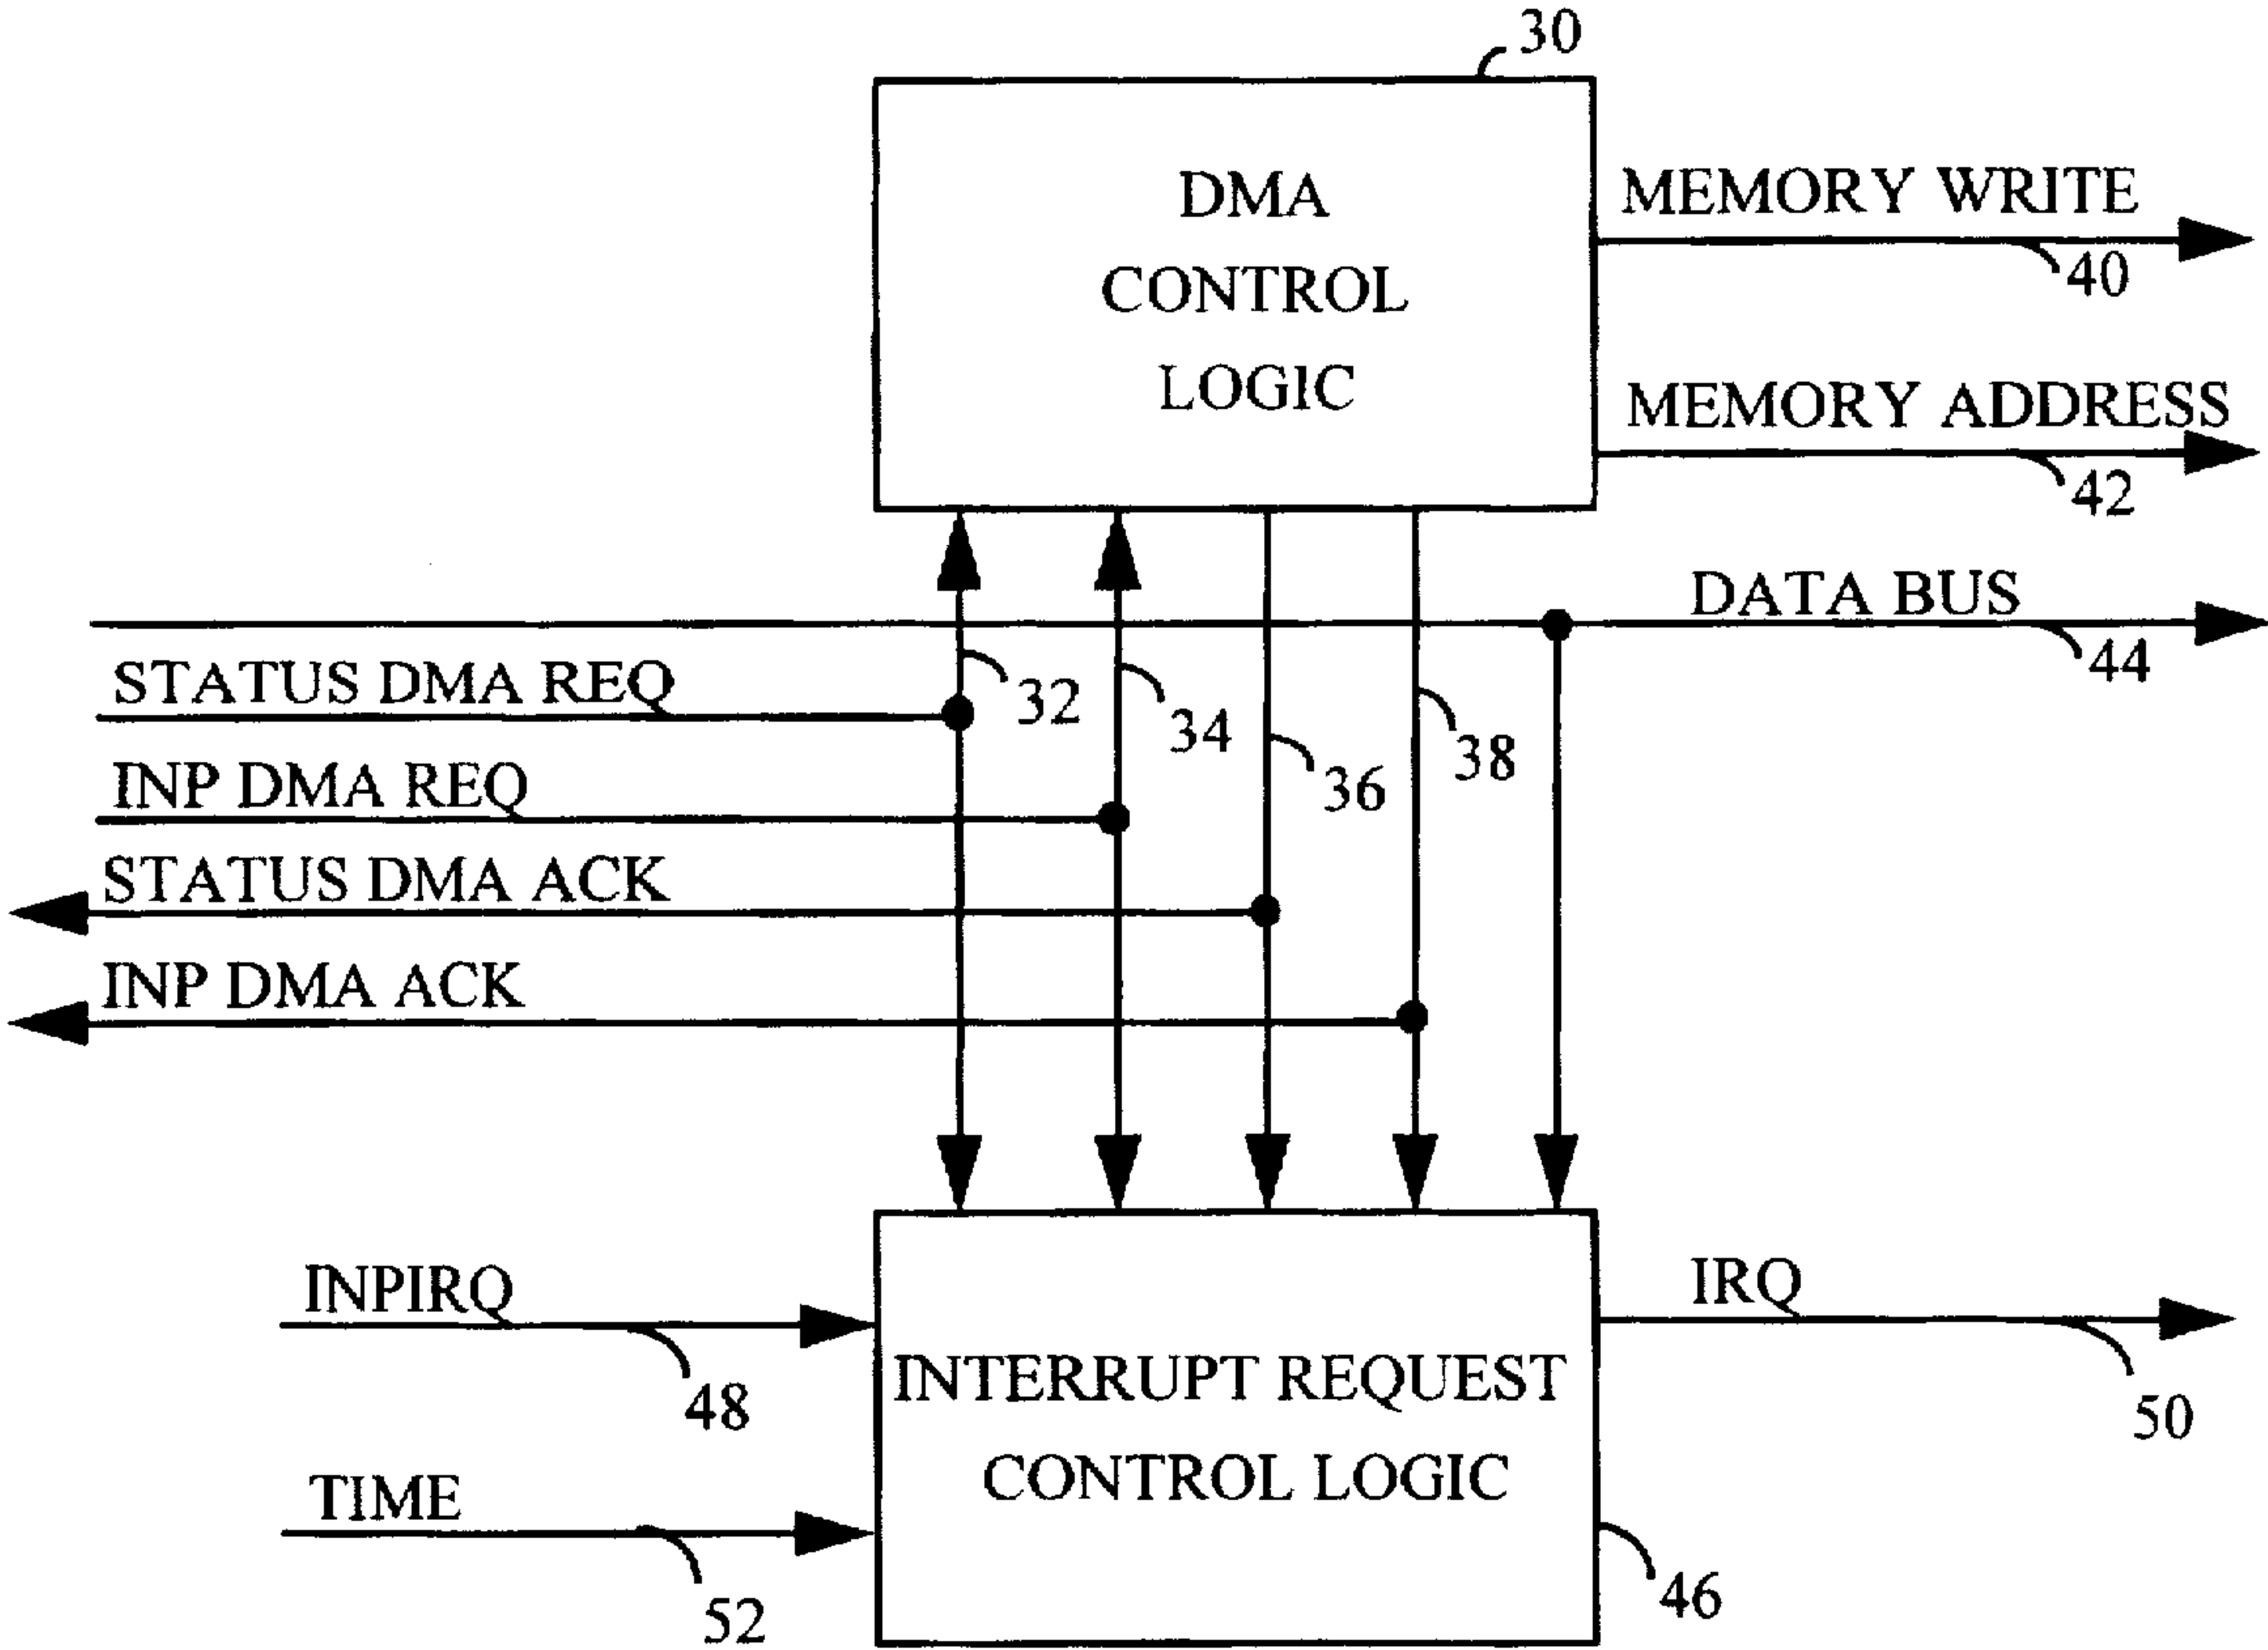 30
DMA
CONTROL
LOGIC
MEMORY WRITE
40
MEMORY ADDRESS
42
DATA BUS
44
STATUS DMA REQ
32
34
INP DMA REQ
36
38
STATUS DMA ACK
INP DMA ACK
INPIRQ
48
IRQ
50
INTERRUPT REQUEST
CONTROL LOGIC
TIME
52
46